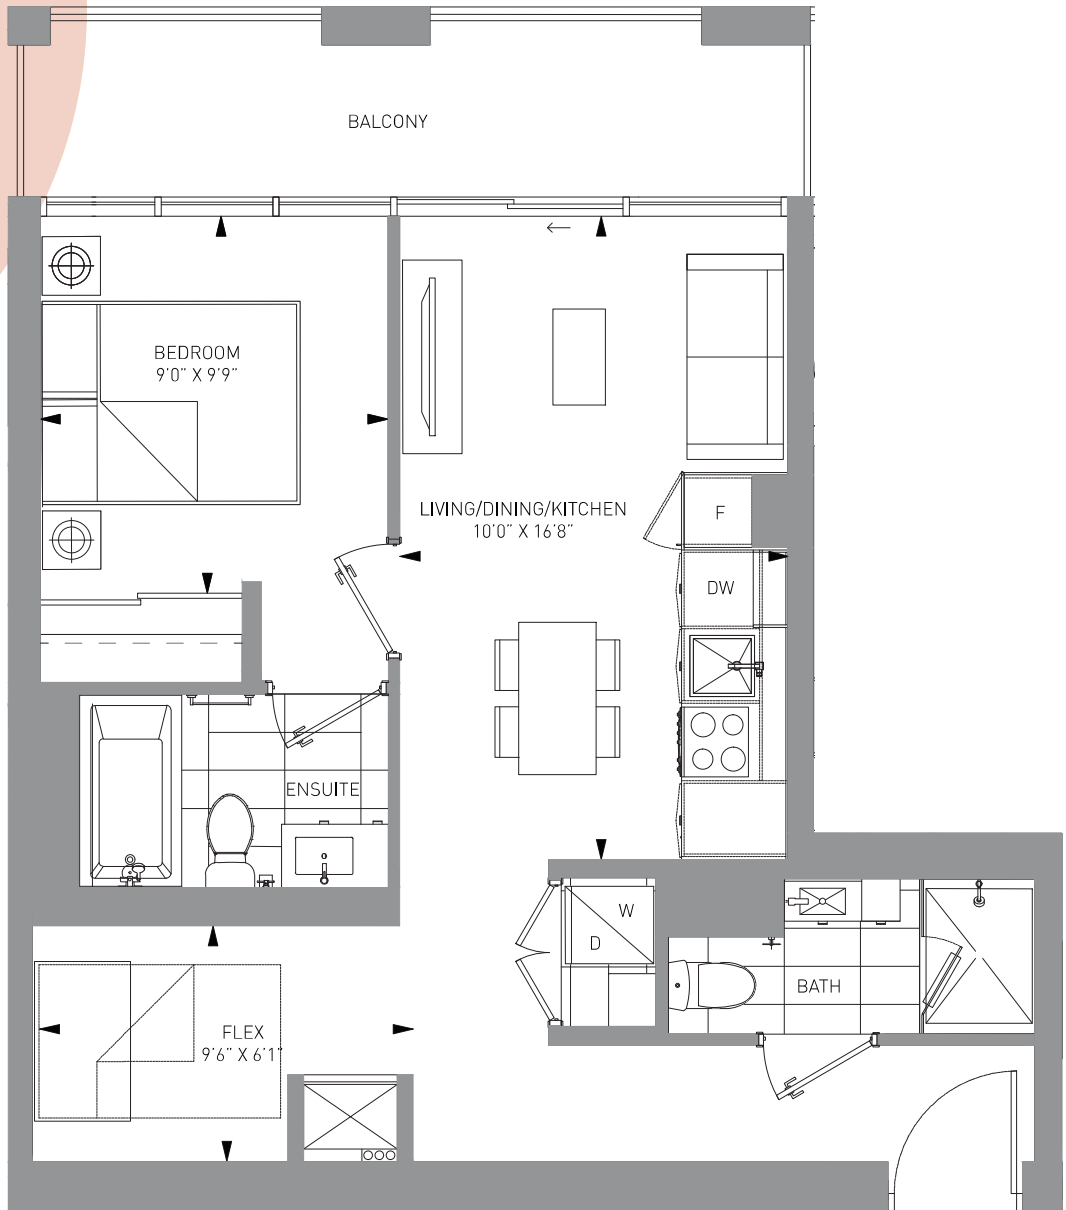 BALCONY
BEDROOM
9'0" X 9'9"
LIVING/DINING/KITCHEN
10'0" X 16'8"
F
DW
ENSUITE
W
D
BATH
FLEX
9'6" X 6'1"